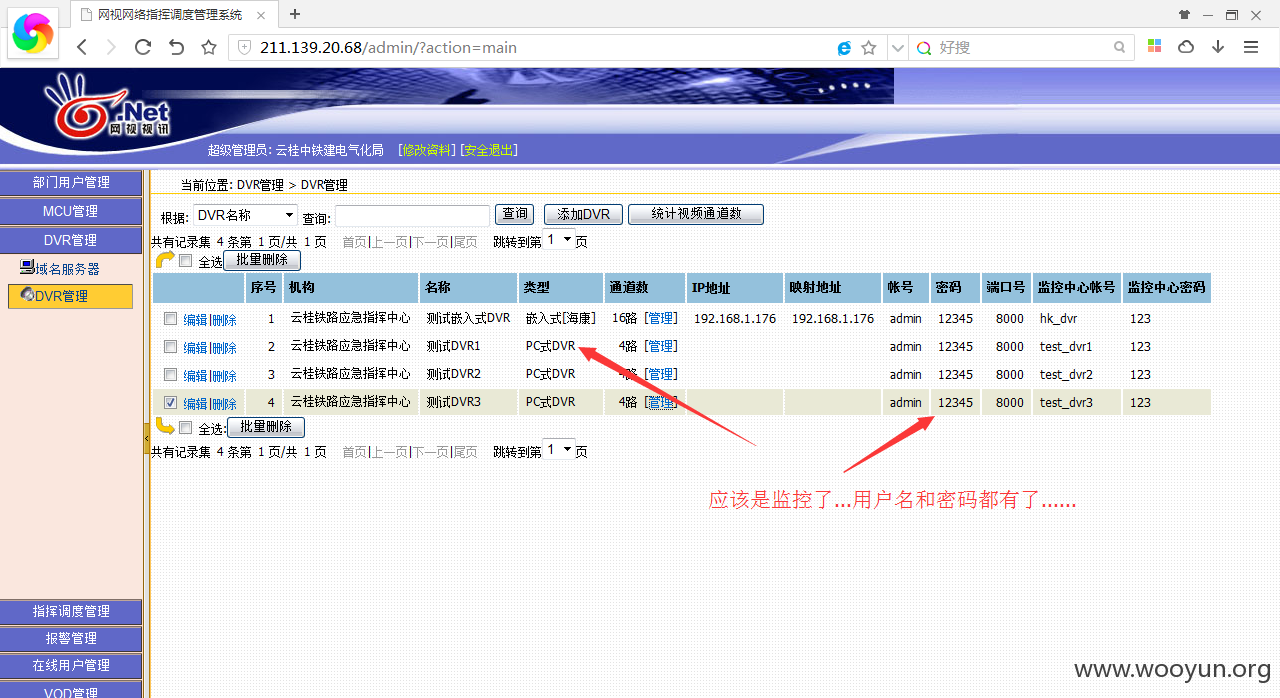 网视网络指挥调度管理系统
211.139.20.68/admin/?action=main
好搜
.Net
网视视讯
超级管理员: 云桂中铁建电气化局 [修改资料] [安全退出]
部门用户管理
MCU管理
DVR管理
域名服务器
DVR管理
指挥调度管理
报警管理
在线用户管理
VOD管理
当前位置: DVR管理 > DVR管理
根据: DVR名称 查询: 查询 添加DVR 统计视频通道数
共有记录集 4 条第 1 页/共 1 页 首页|上一页|下一页|尾页 跳转到第 1 页
全选 批量删除
序号 机构 名称 类型 通道数 IP地址 映射地址 帐号 密码 端口号 监控中心帐号 监控中心密码
编辑|删除 1 云桂铁路应急指挥中心 测试嵌入式DVR 嵌入式[海康] 16路 [管理] 192.168.1.176 192.168.1.176 admin 12345 8000 hk_dvr 123
编辑|删除 2 云桂铁路应急指挥中心 测试DVR1 PC式DVR 4路 [管理] admin 12345 8000 test_dvr1 123
编辑|删除 3 云桂铁路应急指挥中心 测试DVR2 PC式DVR 4路 [管理] admin 12345 8000 test_dvr2 123
编辑|删除 4 云桂铁路应急指挥中心 测试DVR3 PC式DVR 4路 [管理] admin 12345 8000 test_dvr3 123
全选: 批量删除
共有记录集 4 条第 1 页/共 1 页 首页|上一页|下一页|尾页 跳转到第 1 页
应该是监控了...用户名和密码都有了......
www.wooyun.org